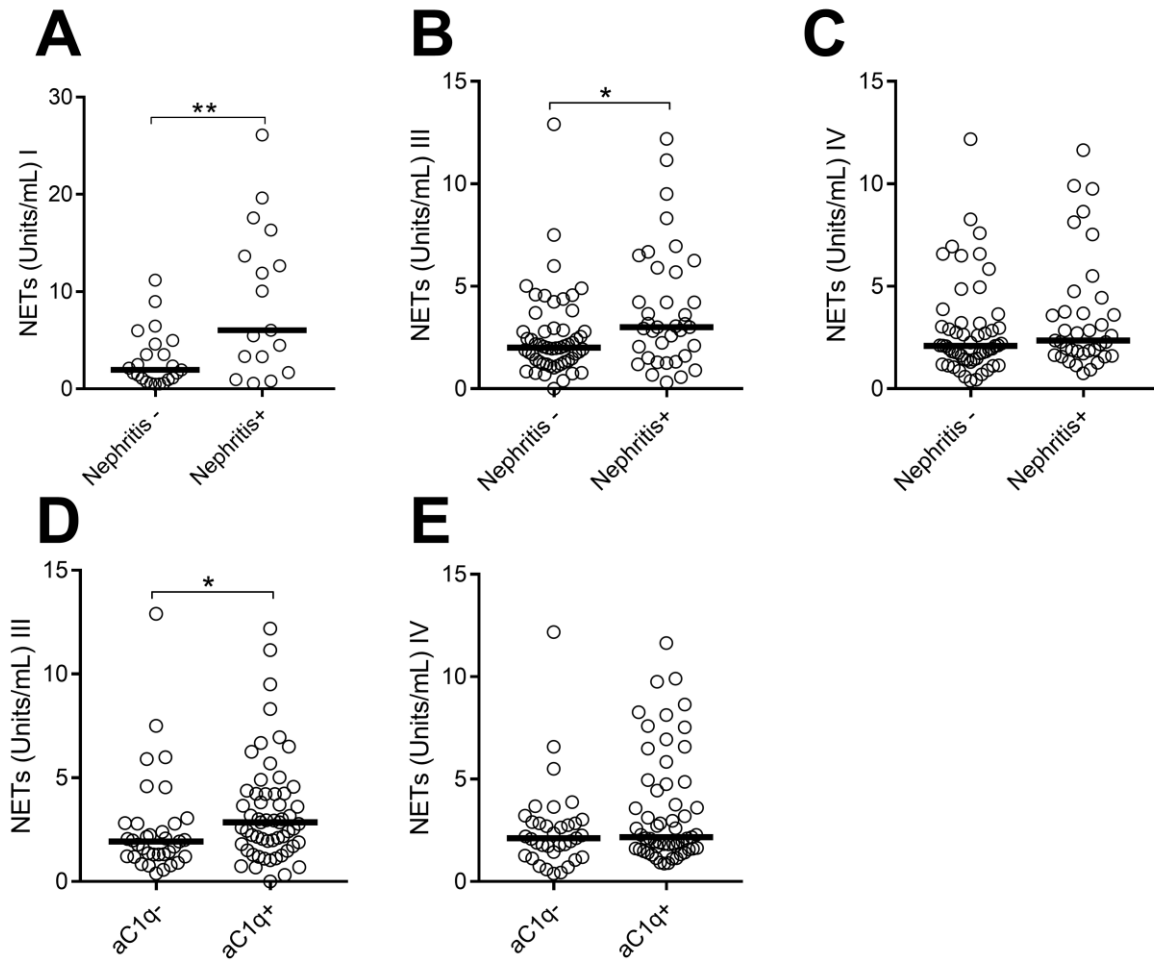 A
NETs (Units/mL) I
30
20
10
0
**
Nephritis -
Nephritis+
B
NETs (Units/mL) III
15
10
5
0
*
Nephritis -
Nephritis+
C
NETs (Units/mL) IV
15
10
5
0
Nephritis -
Nephritis+
D
NETs (Units/mL) III
15
10
5
0
*
aC1q-
aC1q+
E
NETs (Units/mL) IV
15
10
5
0
aC1q-
aC1q+